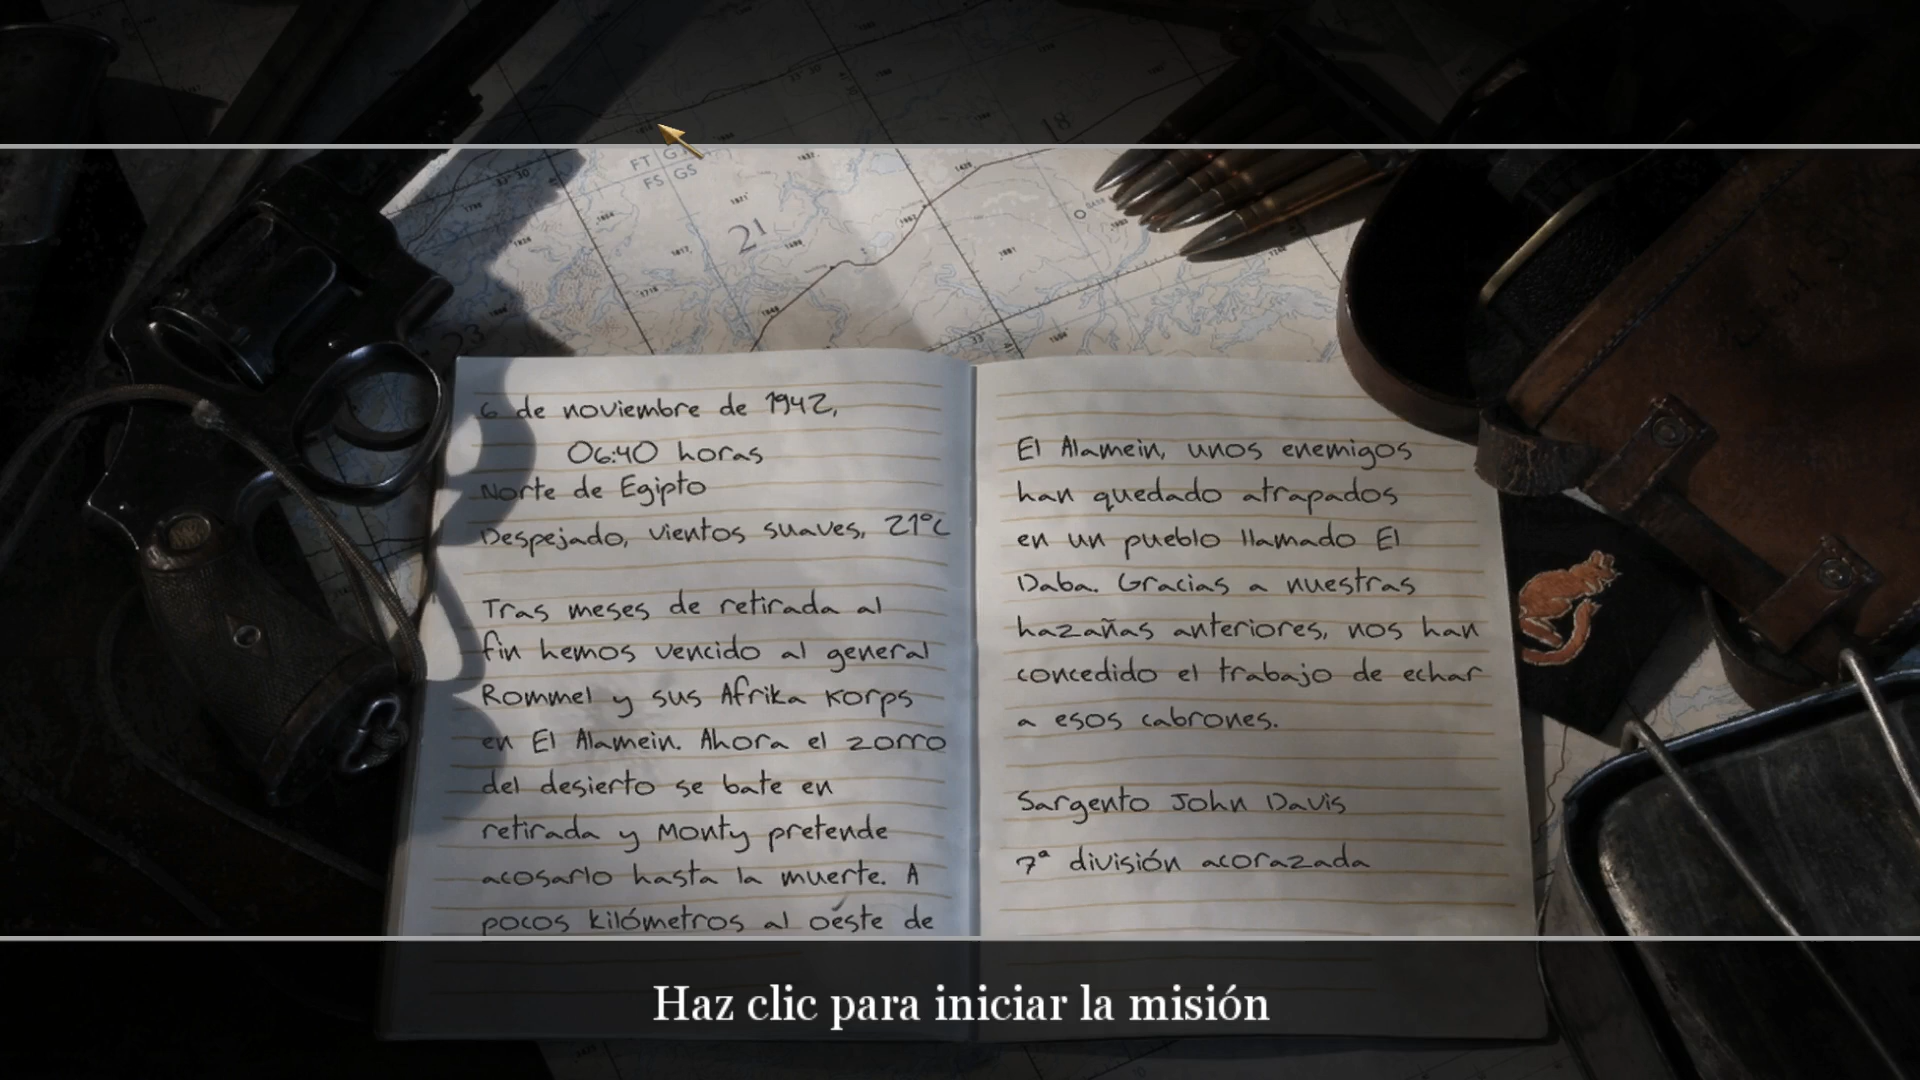 FT G
FS GS
21
18
23
6 de noviembre de 1942,
06:40 horas
Norte de Egipto
Despejado, vientos suaves, 21°C
Tras meses de retirada al
fin hemos vencido al general
Rommel y sus Afrika Korps
en El Alamein. Ahora el zorro
del desierto se bate en
retirada y Monty pretende
acosarlo hasta la muerte. A
pocos kilómetros al oeste de
El Alamein, unos enemigos
han quedado atrapados
en un pueblo llamado El
Daba. Gracias a nuestras
hazañas anteriores, nos han
concedido el trabajo de echar
a esos cabrones.
Sargento John Davis
7ª división acorazada
Haz clic para iniciar la misión